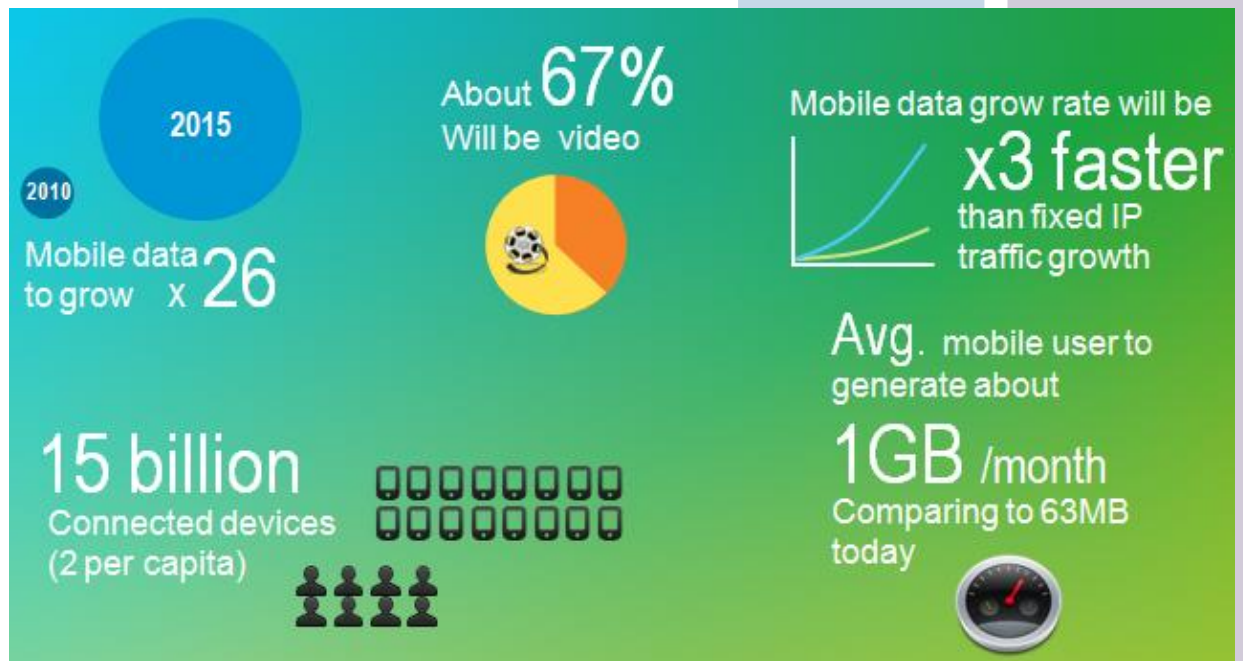 2015
2010
Mobile data
to grow x 26
About 67%
Will be video
Mobile data grow rate will be
x3 faster
than fixed IP
traffic growth
Avg. mobile user to
generate about
1GB /month
Comparing to 63MB
today
15 billion
Connected devices
(2 per capita)